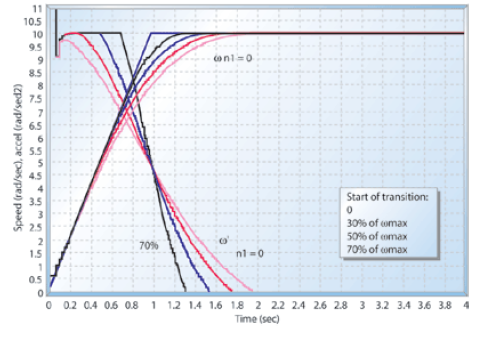 11
10.5
10
9.5
9
8.5
8
7.5
7
6.5
6
5.5
5
4.5
4
3.5
3
2.5
2
1.5
1
0.5
0
Speed (rad/sec), accel (rad/sed2)
ω n1 = 0
70%
ω'
n1 = 0
Start of transition:
0
30% of ωmax
50% of ωmax
70% of ωmax
0 0.2 0.4 0.6 0.8 1 1.2 1.4 1.6 1.8 2 2.2 2.4 2.6 2.8 3 3.2 3.4 3.6 3.8 4
Time (sec)